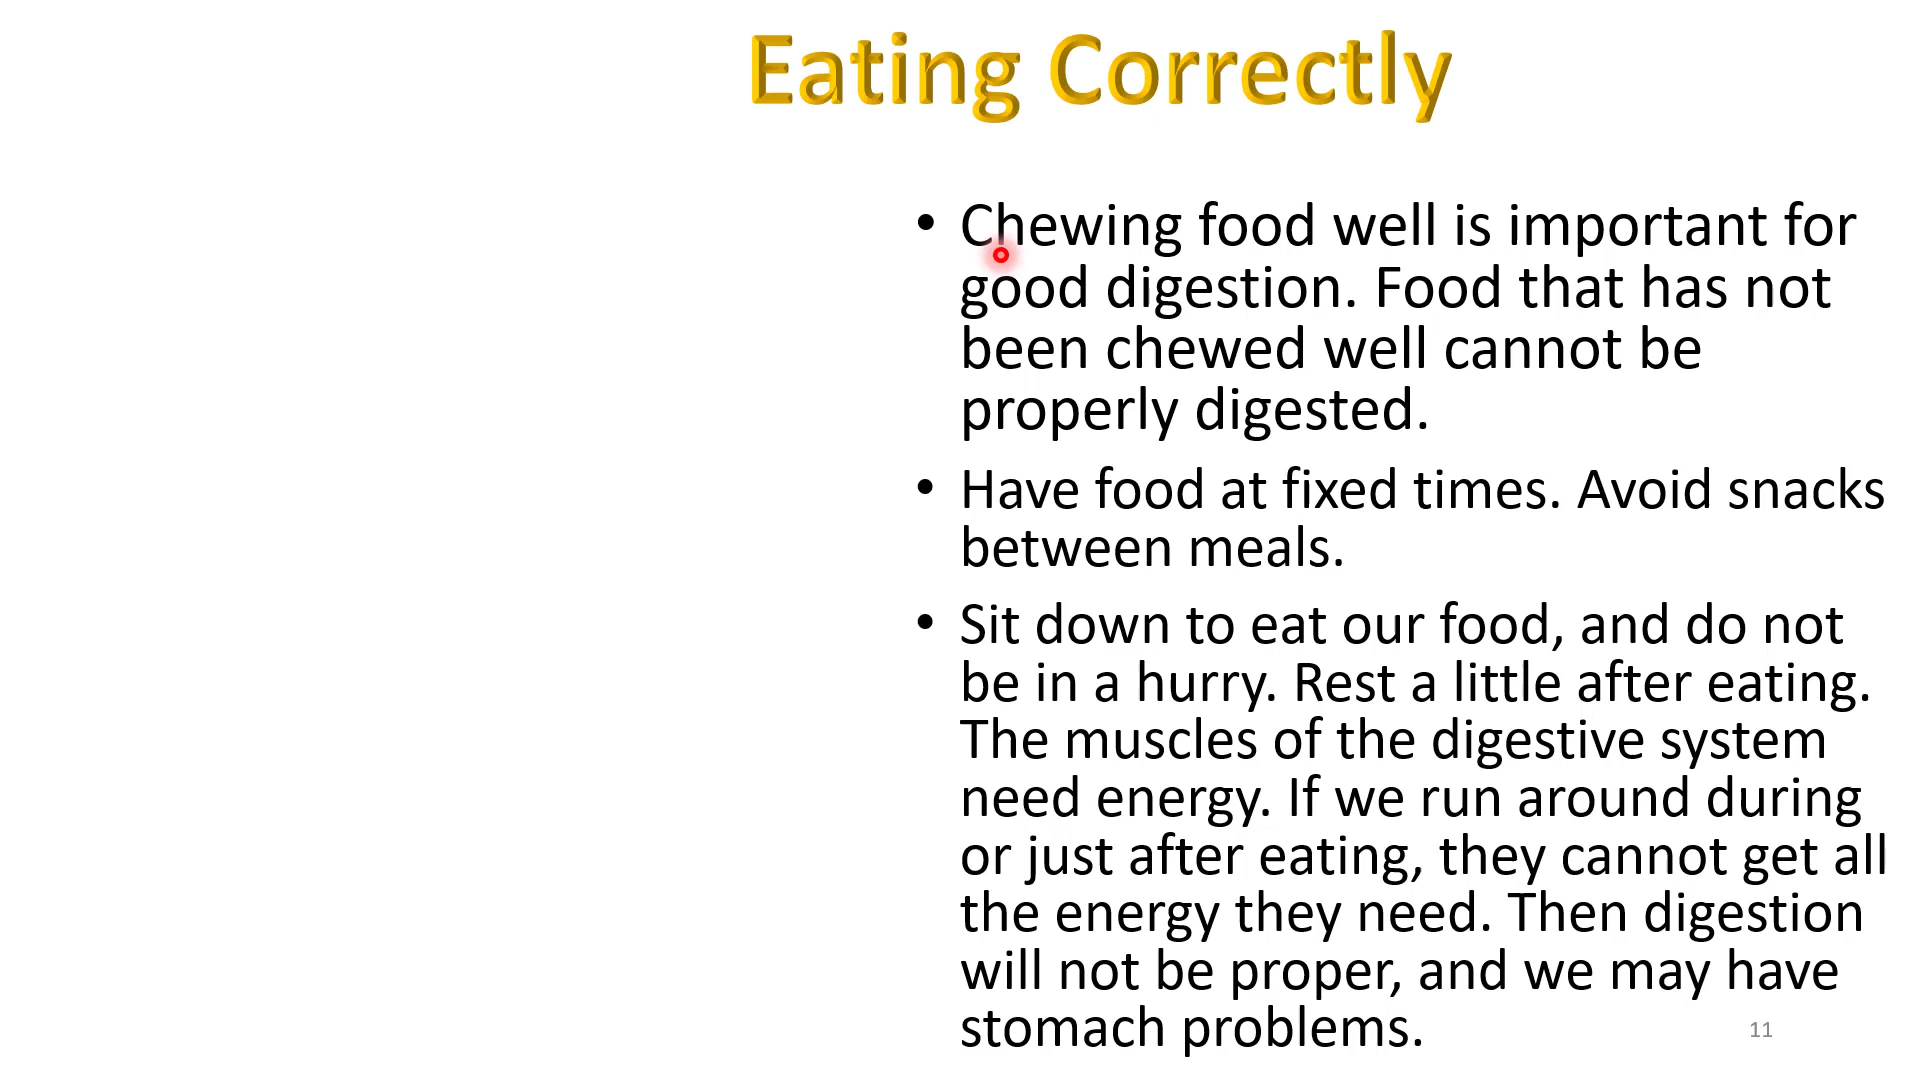 Eating Correctly
• Chewing food well is important for
good digestion. Food that has not
been chewed well cannot be
properly digested.
• Have food at fixed times. Avoid snacks
between meals.
• Sit down to eat our food, and do not
be in a hurry. Rest a little after eating.
The muscles of the digestive system
need energy. If we run around during
or just after eating, they cannot get all
the energy they need. Then digestion
will not be proper, and we may have
stomach problems.
11